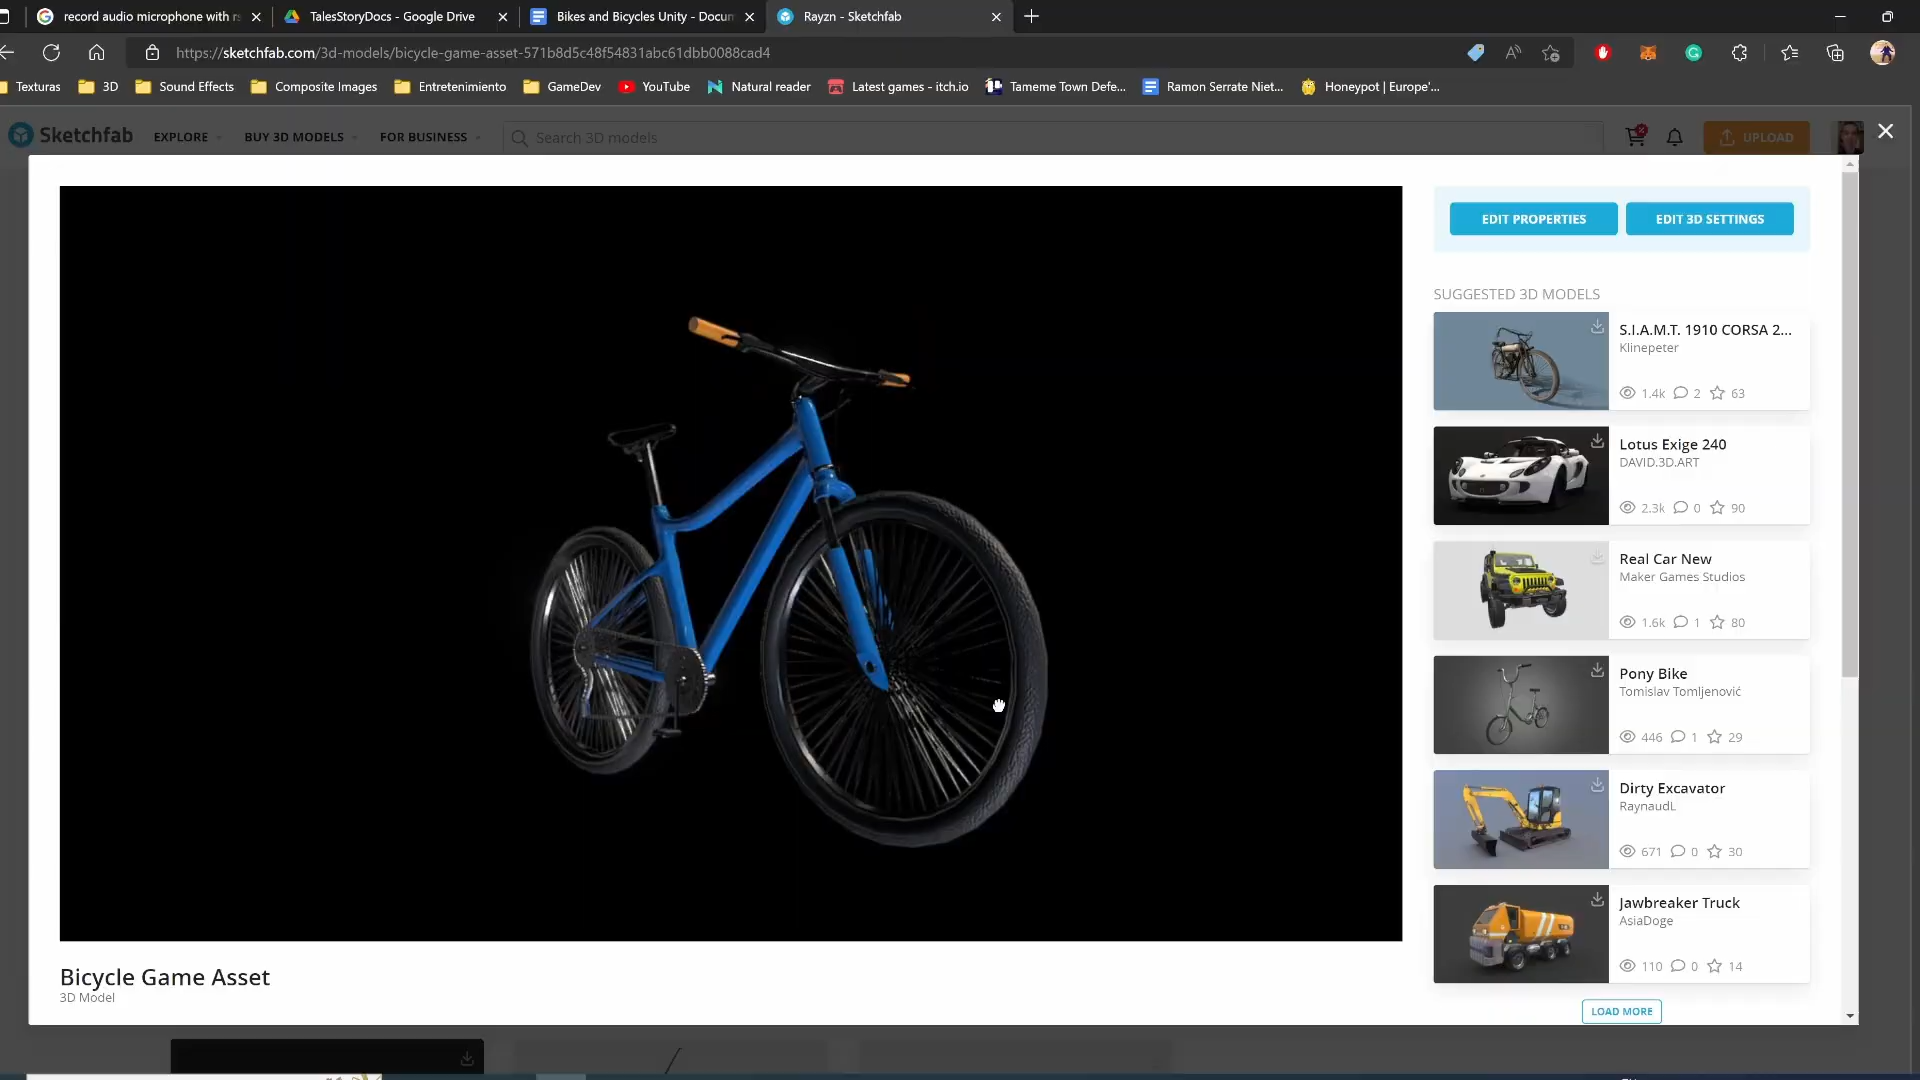 record audio microphone with rs
TalesStoryDocs - Google Drive
Bikes and Bicycles Unity - Docum
Rayzn - Sketchfab
https://sketchfab.com/3d-models/bicycle-game-asset-571b8d5c48f54831abc61dbb0088cad4
Texturas
3D
Sound Effects
Composite Images
Entretenimiento
GameDev
YouTube
Natural reader
Latest games - itch.io
Tameme Town Defe...
Ramon Serrate Niet...
Honeypot | Europe'...
Sketchfab
EXPLORE
BUY 3D MODELS
FOR BUSINESS
Search 3D models
UPLOAD
EDIT PROPERTIES
EDIT 3D SETTINGS
SUGGESTED 3D MODELS
S.I.A.M.T. 1910 CORSA 2...
Klinepeter
1.4k 2 63
Lotus Exige 240
DAVID.3D.ART
2.3k 0 90
Real Car New
Maker Games Studios
1.6k 1 80
Pony Bike
Tomislav Tomljenović
446 1 29
Dirty Excavator
RaynaudL
671 0 30
Jawbreaker Truck
AsiaDoge
110 0 14
LOAD MORE
Bicycle Game Asset
3D Model